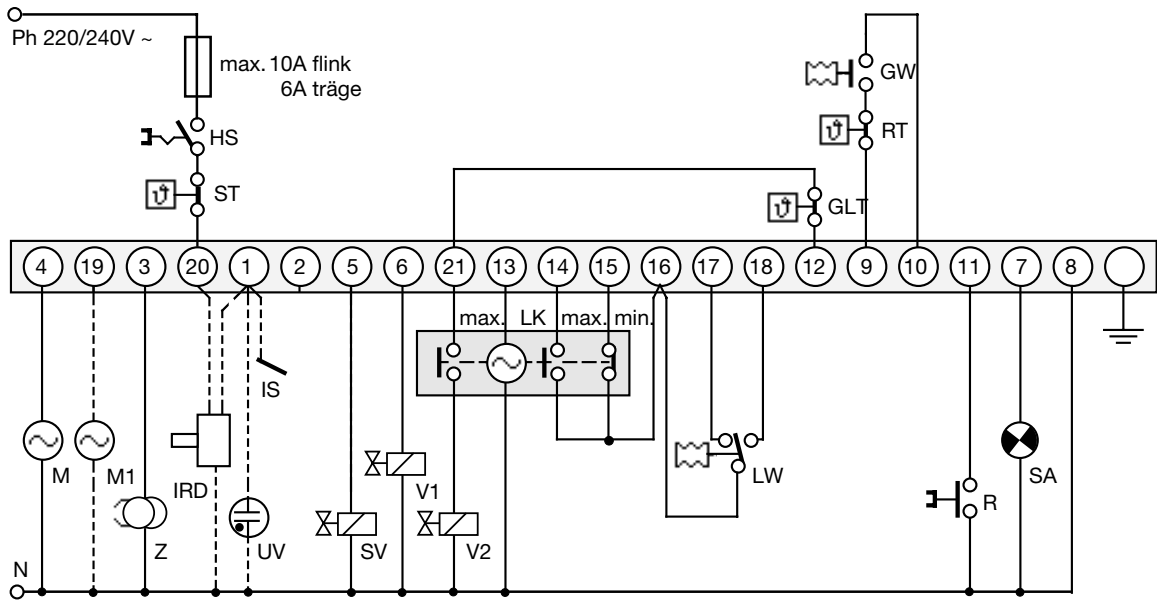 Ph 220/240V ~
max. 10A flink
6A träge
HS
ST
GW
RT
GLT
4 19 3 20 1 2 5 6 21 13 14 15 16 17 18 12 9 10 11 7 8
max. LK max. min.
IS
M
M1
IRD
Z
UV
SV
V1
V2
LW
R
SA
N